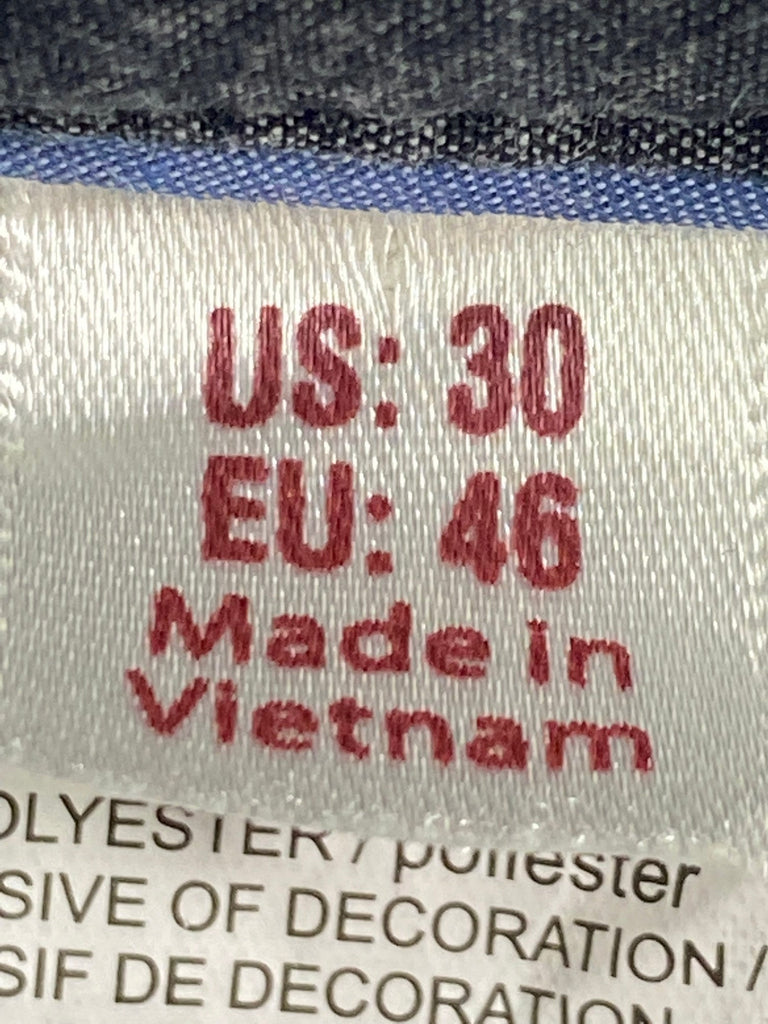 US: 30
EU: 46
Made in
Vietnam
OLYESTER / poliester
SIVE OF DECORATION /
SIF DE DECORATION